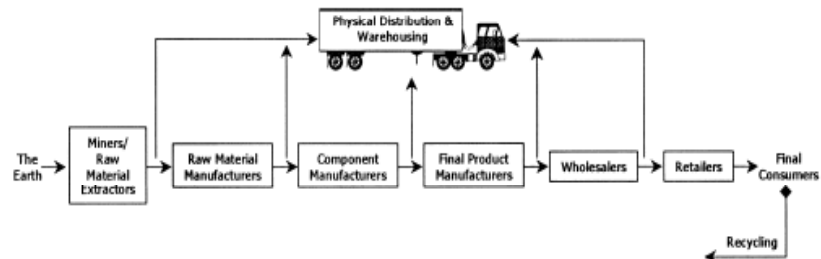 Physical Distribution &
Warehousing
The
Earth
Miners/
Raw
Material
Extractors
Raw Material
Manufacturers
Component
Manufacturers
Final Product
Manufacturers
Wholesalers
Retailers
Final
Consumers
Recycling